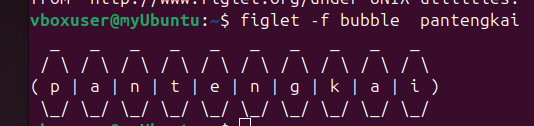 from "http://www.figlet.org/under UNIX utilities.
vboxuser@myUbuntu:~$ figlet -f bubble  pantengkai
  _   _   _   _   _   _   _   _   _   _
 / \ / \ / \ / \ / \ / \ / \ / \ / \ / \
( p | a | n | t | e | n | g | k | a | i )
 \_/ \_/ \_/ \_/ \_/ \_/ \_/ \_/ \_/ \_/
vboxuser@myUbuntu:~$